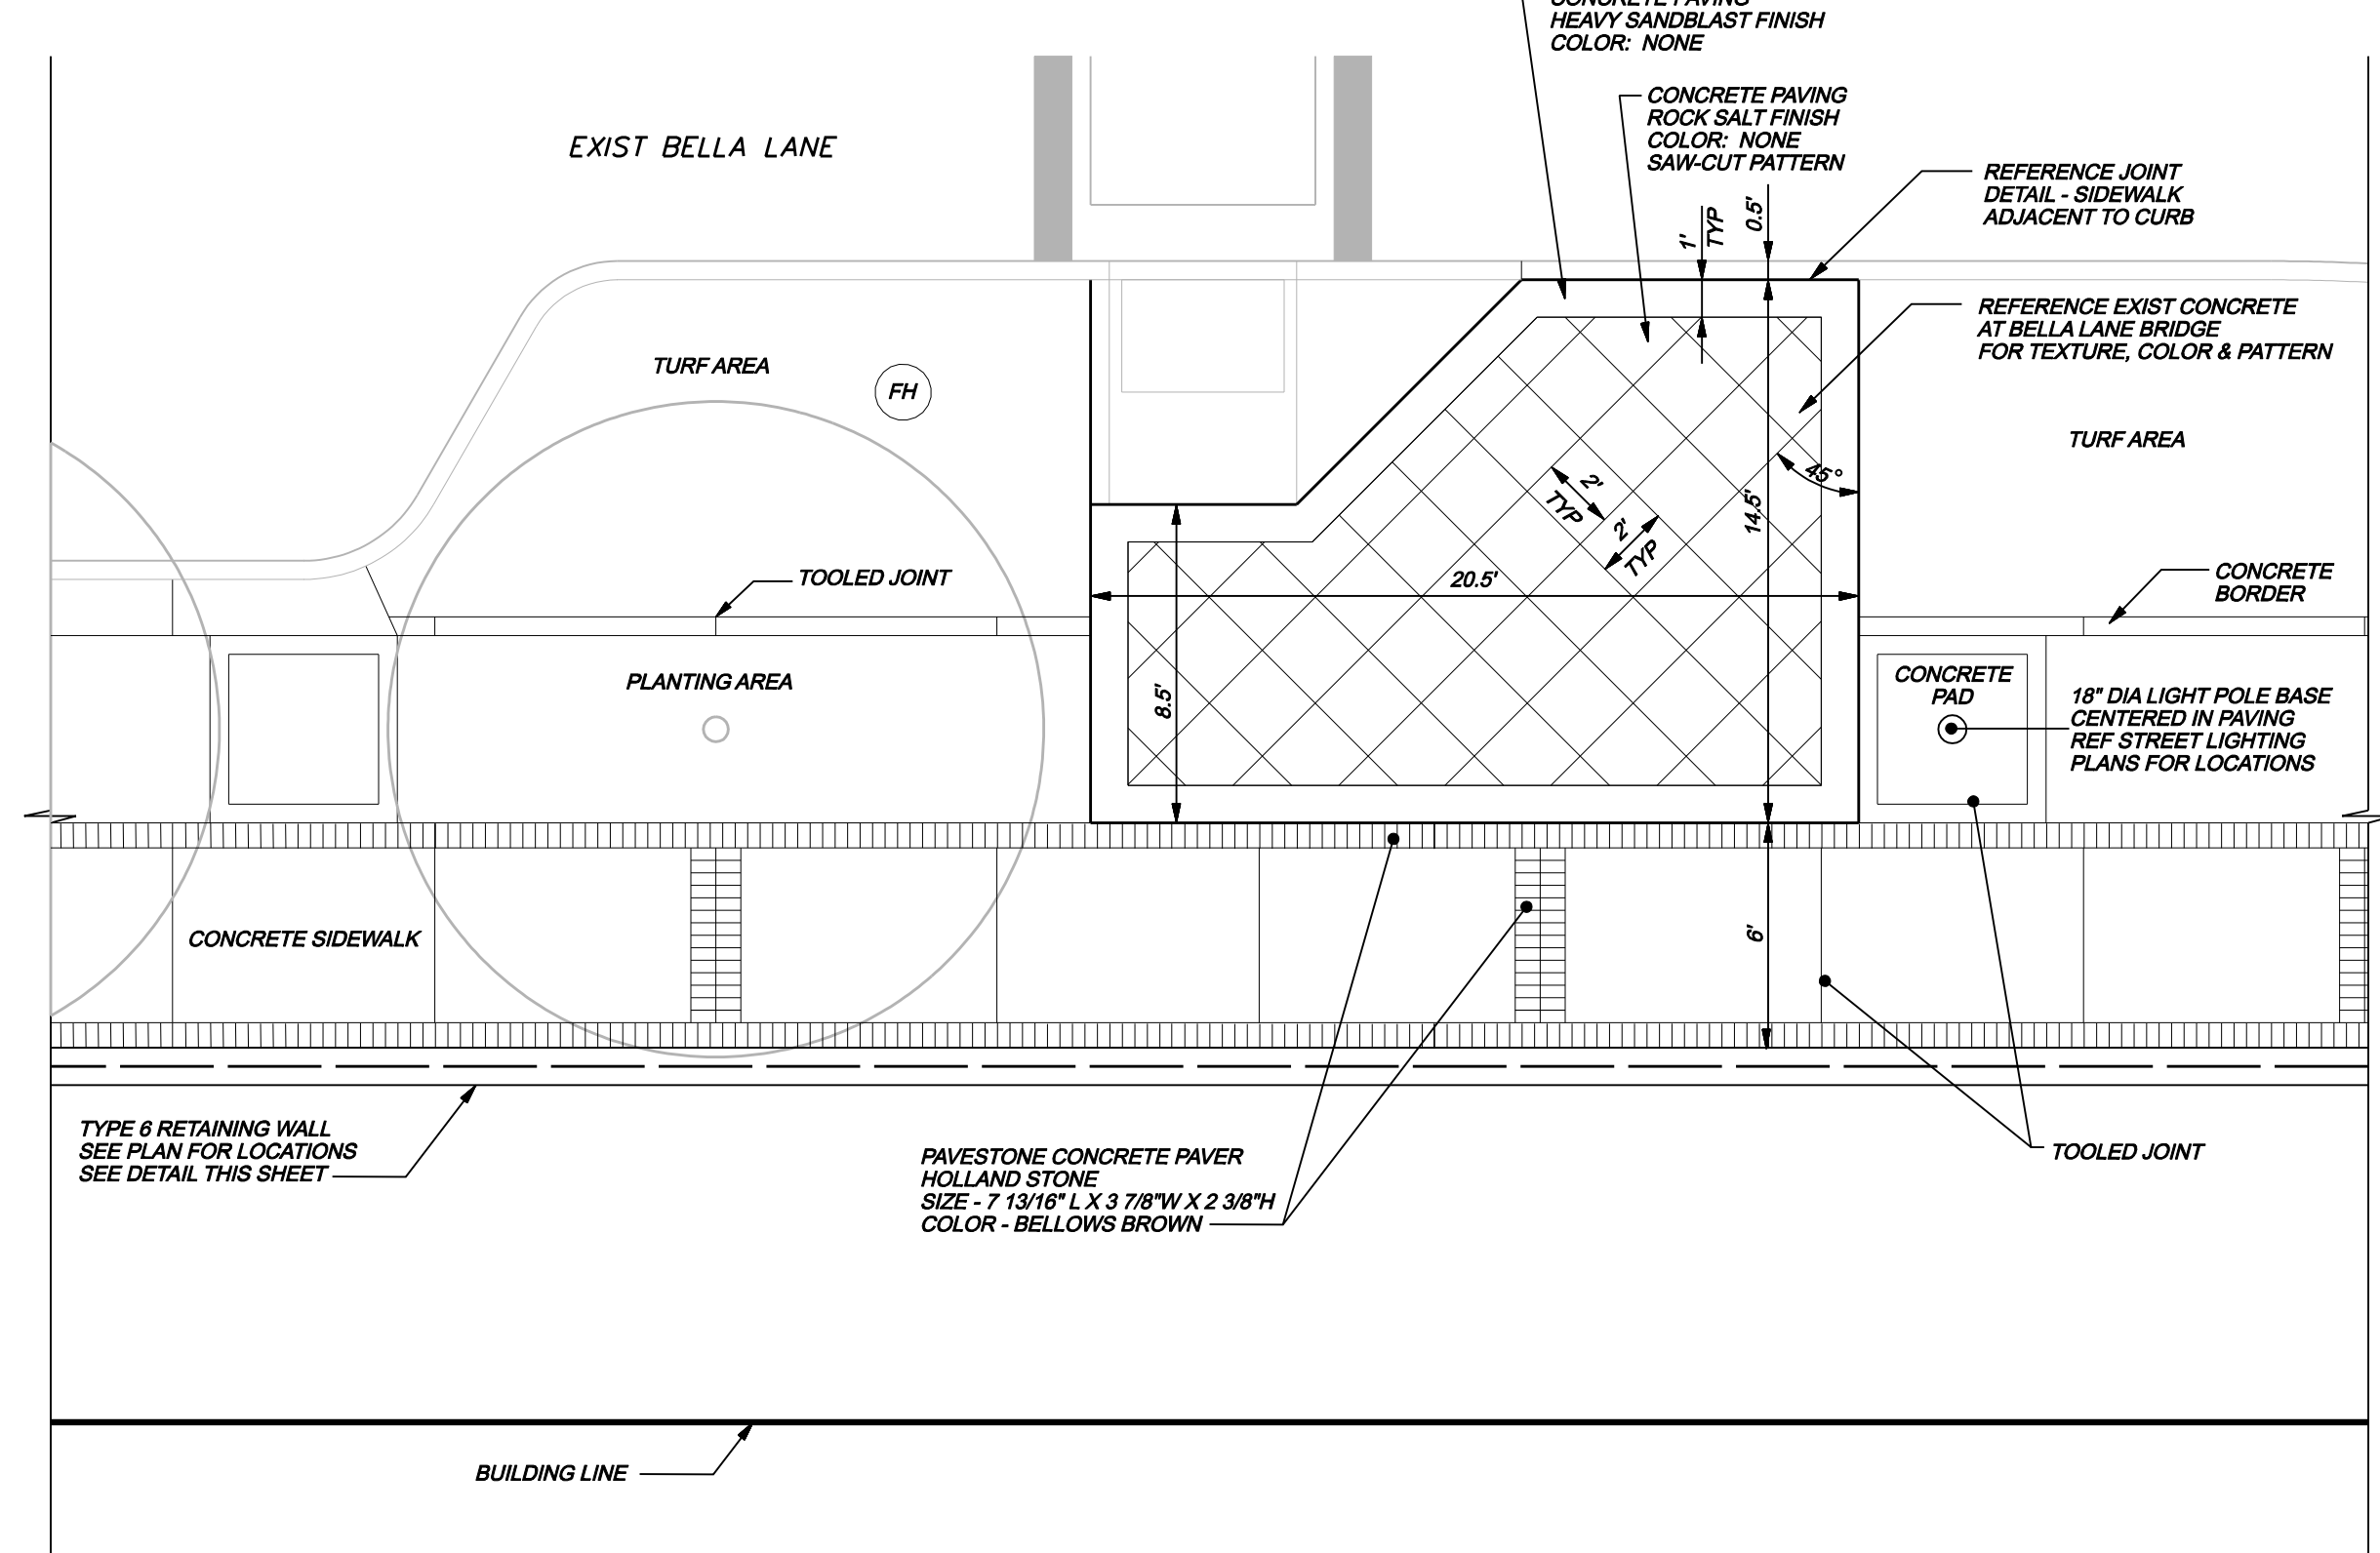 CONCRETE PAVING
HEAVY SANDBLAST FINISH
COLOR: NONE
CONCRETE PAVING
ROCK SALT FINISH
COLOR: NONE
SAW-CUT PATTERN
EXIST BELLA LANE
REFERENCE JOINT
DETAIL - SIDEWALK
ADJACENT TO CURB
1'
TYP
0.5'
REFERENCE EXIST CONCRETE
AT BELLA LANE BRIDGE
FOR TEXTURE, COLOR & PATTERN
TURF AREA
FH
TURF AREA
45°
2'
TYP
2'
TYP
14.5'
TOOLED JOINT
20.5'
CONCRETE
BORDER
PLANTING AREA
8.5'
CONCRETE
PAD
18" DIA LIGHT POLE BASE
CENTERED IN PAVING
REF STREET LIGHTING
PLANS FOR LOCATIONS
CONCRETE SIDEWALK
6'
TYPE 6 RETAINING WALL
SEE PLAN FOR LOCATIONS
SEE DETAIL THIS SHEET
PAVESTONE CONCRETE PAVER
HOLLAND STONE
SIZE - 7 13/16" L X 3 7/8"W X 2 3/8"H
COLOR - BELLOWS BROWN
TOOLED JOINT
BUILDING LINE